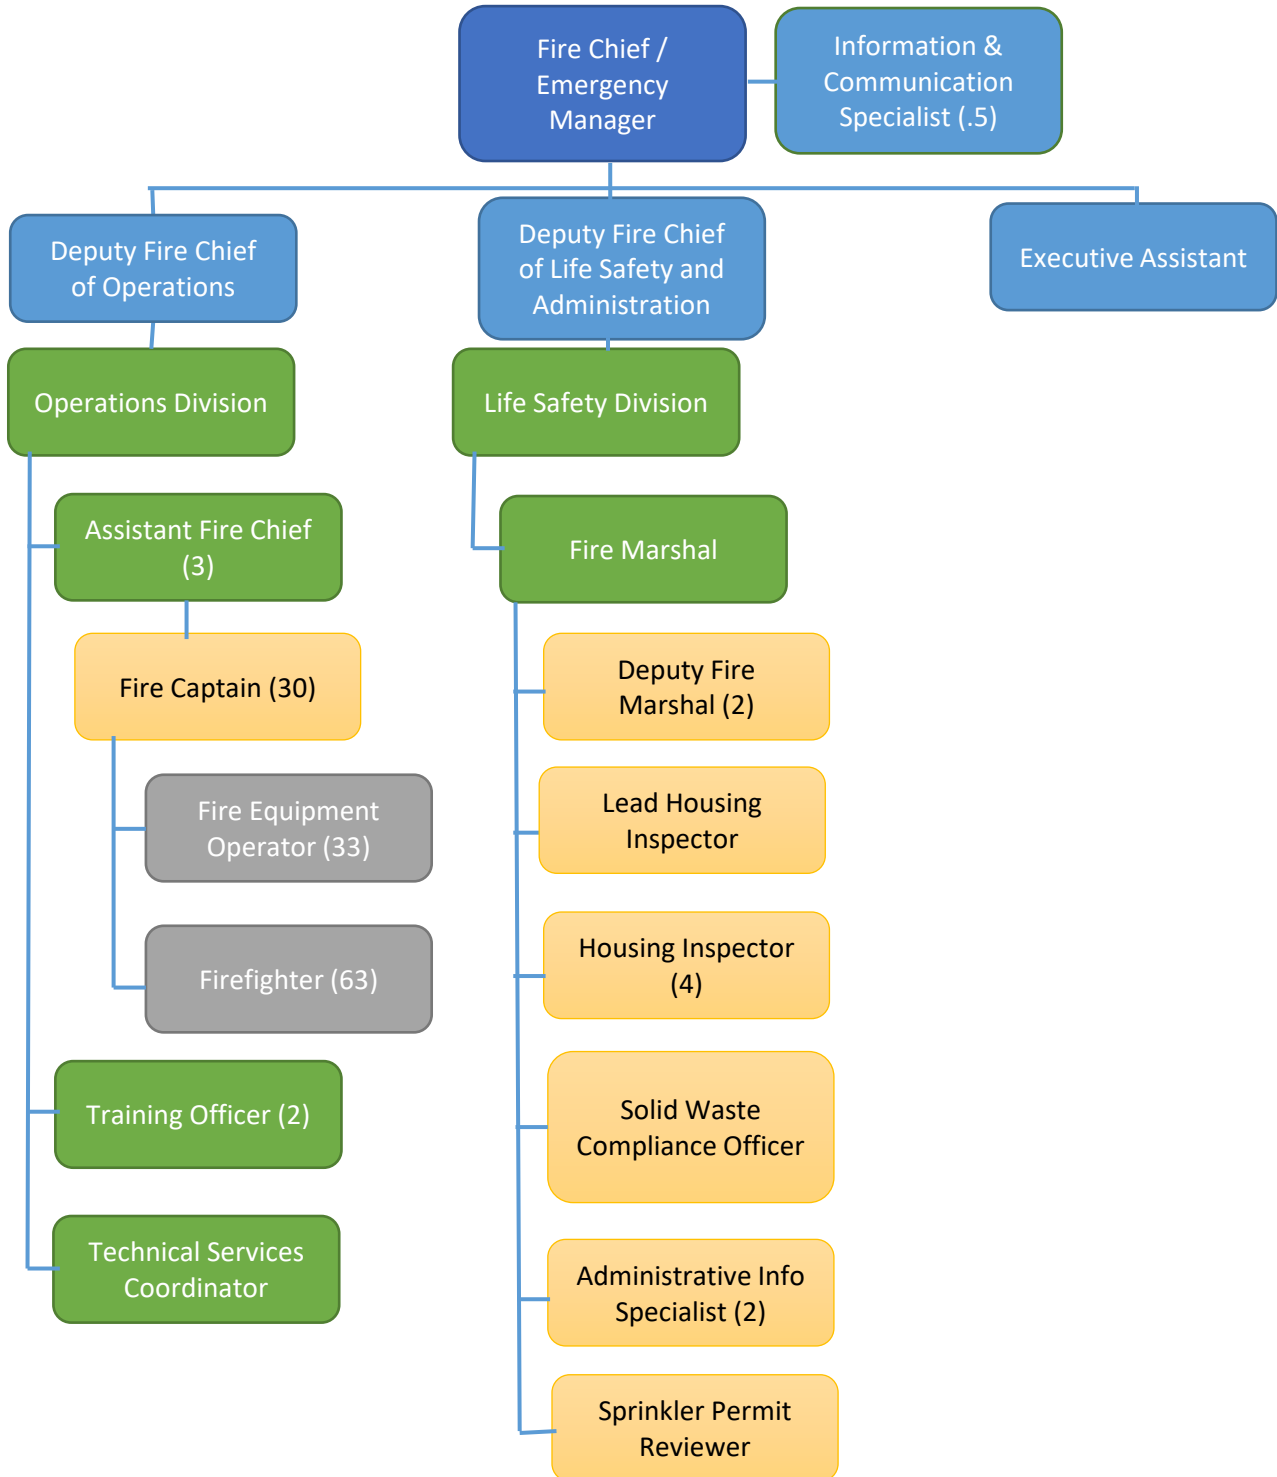 Fire Chief /
Emergency
Manager
Information &
Communication
Specialist (.5)
Deputy Fire Chief
of Operations
Deputy Fire Chief
of Life Safety and
Administration
Executive Assistant
Operations Division
Life Safety Division
Assistant Fire Chief
(3)
Fire Captain (30)
Fire Equipment
Operator (33)
Firefighter (63)
Training Officer (2)
Technical Services
Coordinator
Fire Marshal
Deputy Fire
Marshal (2)
Lead Housing
Inspector
Housing Inspector
(4)
Solid Waste
Compliance Officer
Administrative Info
Specialist (2)
Sprinkler Permit
Reviewer